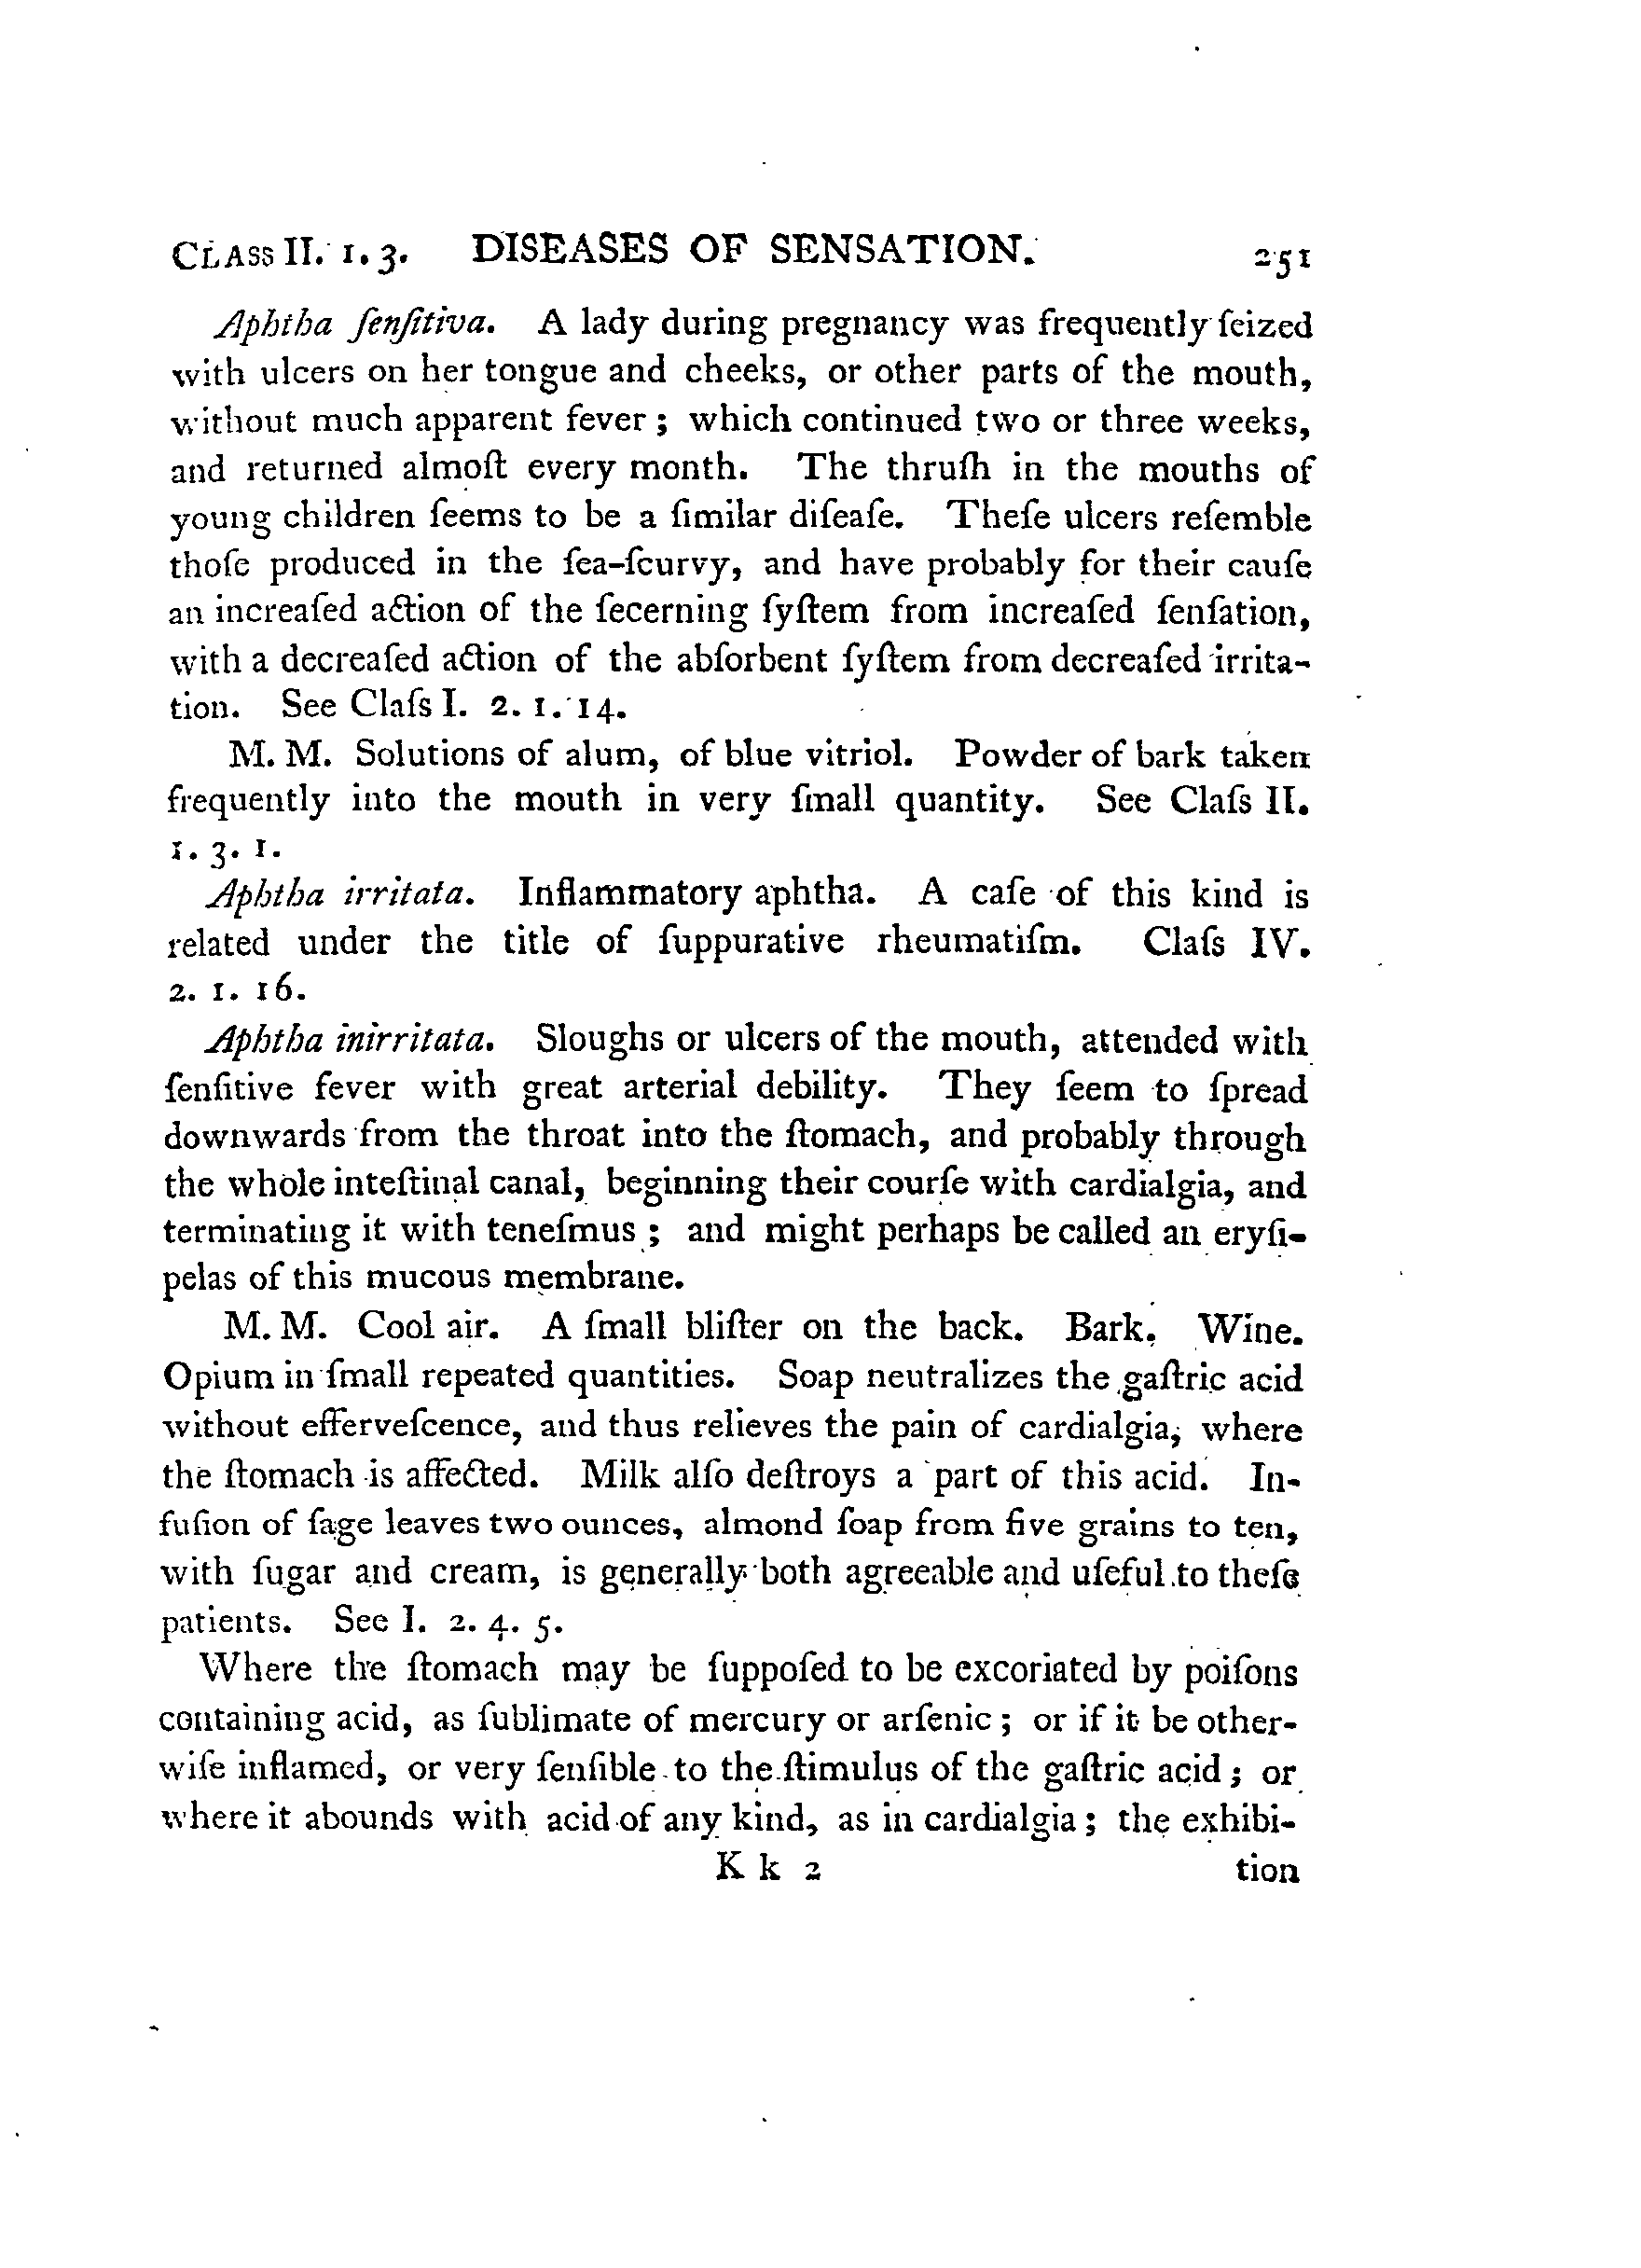 CLASS II. 1. 3. DISEASES OF SENSATION. 251
Aphtha ſenſitiva. A lady during pregnancy was frequently ſeized
with ulcers on her tongue and cheeks, or other parts of the mouth,
without much apparent fever; which continued two or three weeks,
and returned almoſt every month. The thruſh in the mouths of
young children ſeems to be a ſimilar diſeaſe. Theſe ulcers reſemble
thoſe produced in the ſea-ſcurvy, and have probably for their cauſe
an increaſed action of the ſecerning ſyſtem from increaſed ſenſation,
with a decreaſed action of the abſorbent ſyſtem from decreaſed irrita-
tion. See Claſs I. 2. 1. 14.
M. M. Solutions of alum, of blue vitriol. Powder of bark taken
frequently into the mouth in very ſmall quantity. See Claſs II.
1. 3. 1.
Aphtha irritata. Inflammatory aphtha. A caſe of this kind is
related under the title of ſuppurative rheumatiſm. Claſs IV.
2. 1. 16.
Aphtha inirritata. Sloughs or ulcers of the mouth, attended with
ſenſitive fever with great arterial debility. They ſeem to ſpread
downwards from the throat into the ſtomach, and probably through
the whole inteſtinal canal, beginning their courſe with cardialgia, and
terminating it with teneſmus; and might perhaps be called an eryſi-
pelas of this mucous membrane.
M. M. Cool air. A ſmall bliſter on the back. Bark. Wine.
Opium in ſmall repeated quantities. Soap neutralizes the gaſtric acid
without efferveſcence, and thus relieves the pain of cardialgia, where
the ſtomach is affected. Milk alſo deſtroys a part of this acid. In-
fuſion of ſage leaves two ounces, almond ſoap from five grains to ten,
with ſugar and cream, is generally both agreeable and uſeful to theſe
patients. See I. 2. 4. 5.
Where the ſtomach may be ſuppoſed to be excoriated by poiſons
containing acid, as ſublimate of mercury or arſenic; or if it be other-
wiſe inflamed, or very ſenſible to the ſtimulus of the gaſtric acid; or
where it abounds with acid of any kind, as in cardialgia; the exhibi-
K k 2 tion